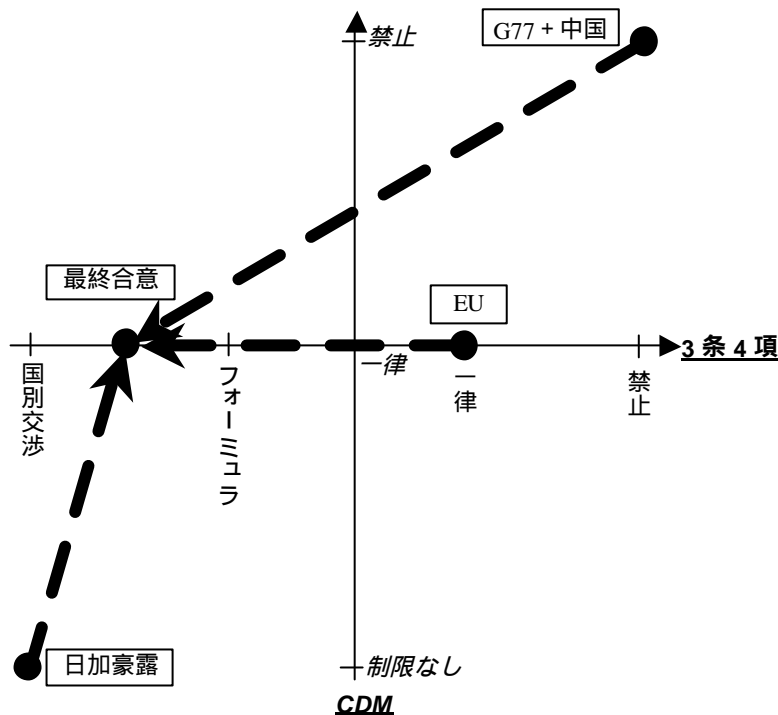 禁止
G77 + 中国
最終合意
EU
3 条 4 項
一律
国別交渉
フォーミュラ
一律
禁止
日加豪露
制限なし
CDM